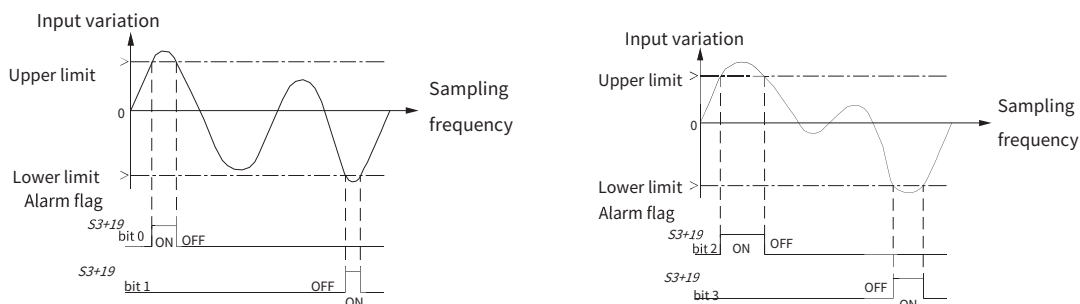 Input variation
Upper limit
0
Sampling
frequency
Lower limit
Alarm flag
S3+19
bit 0
ON
OFF
S3+19
bit 1
OFF
ON
Input variation
Upper limit
0
Sampling
frequency
Lower limit
Alarm flag
S3+19
bit 2
ON
OFF
S3+19
bit 3
OFF
ON